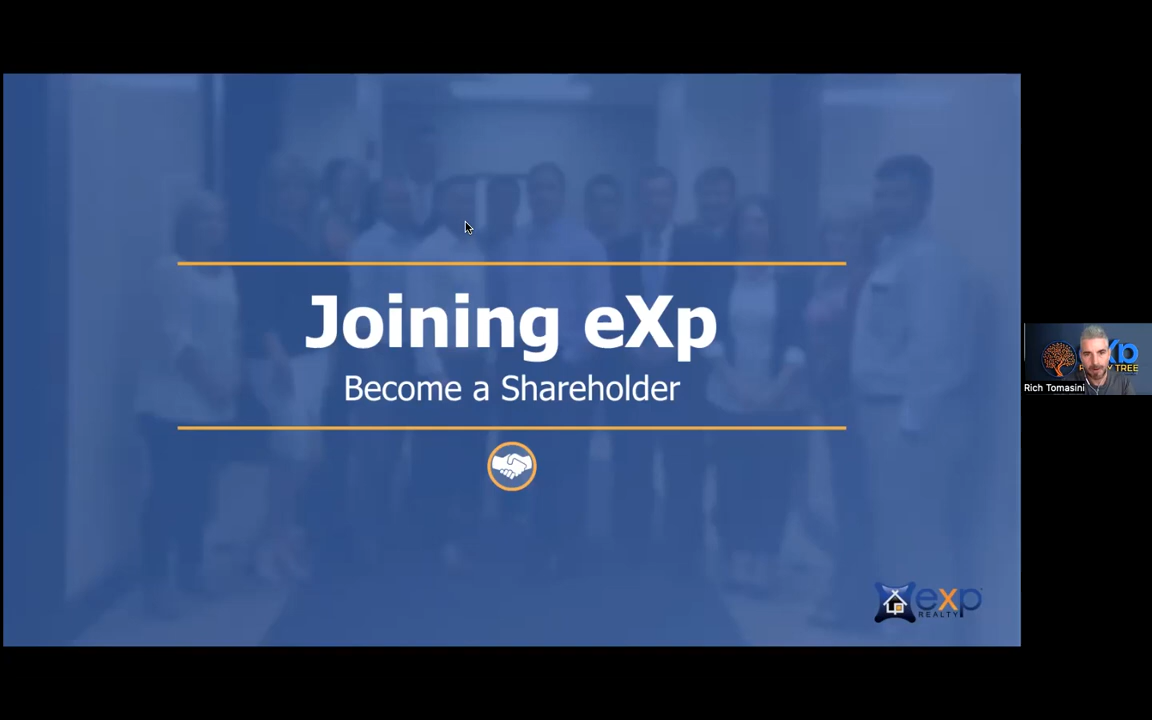 Joining eXp
Become a Shareholder
exp
REALTY
Rich Tomasini